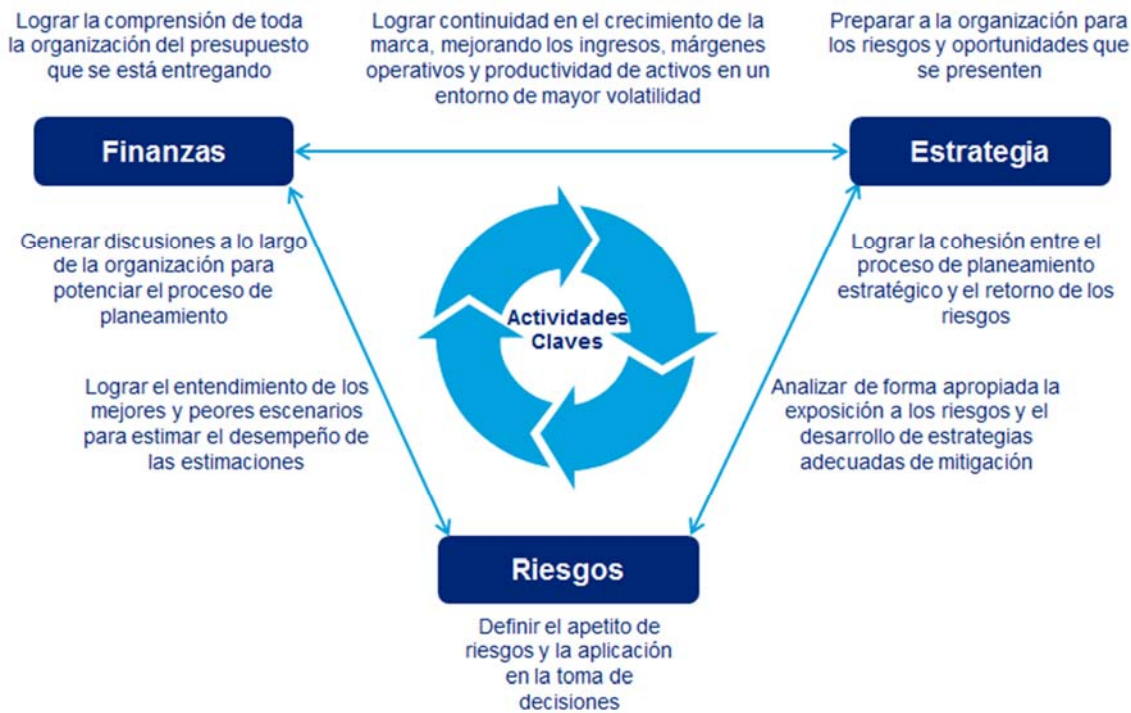 Lograr la comprensión de toda
la organización del presupuesto
que se está entregando
Lograr continuidad en el crecimiento de la
marca, mejorando los ingresos, márgenes
operativos y productividad de activos en un
entorno de mayor volatilidad
Preparar a la organización para
los riesgos y oportunidades que
se presenten
Finanzas
Estrategia
Generar discusiones a lo largo
de la organización para
potenciar el proceso de
planeamiento
Lograr la cohesión entre el
proceso de planeamiento
estratégico y el retorno de los
riesgos
Actividades
Claves
Lograr el entendimiento de los
mejores y peores escenarios
para estimar el desempeño de
las estimaciones
Analizar de forma apropiada la
exposición a los riesgos y el
desarrollo de estrategias
adecuadas de mitigación
Riesgos
Definir el apetito de
riesgos y la aplicación
en la toma de
decisiones